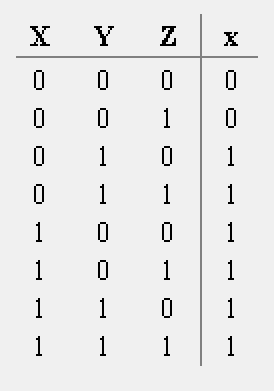 X Y Z x
0 0 0 0
0 0 1 0
0 1 0 1
0 1 1 1
1 0 0 1
1 0 1 1
1 1 0 1
1 1 1 1